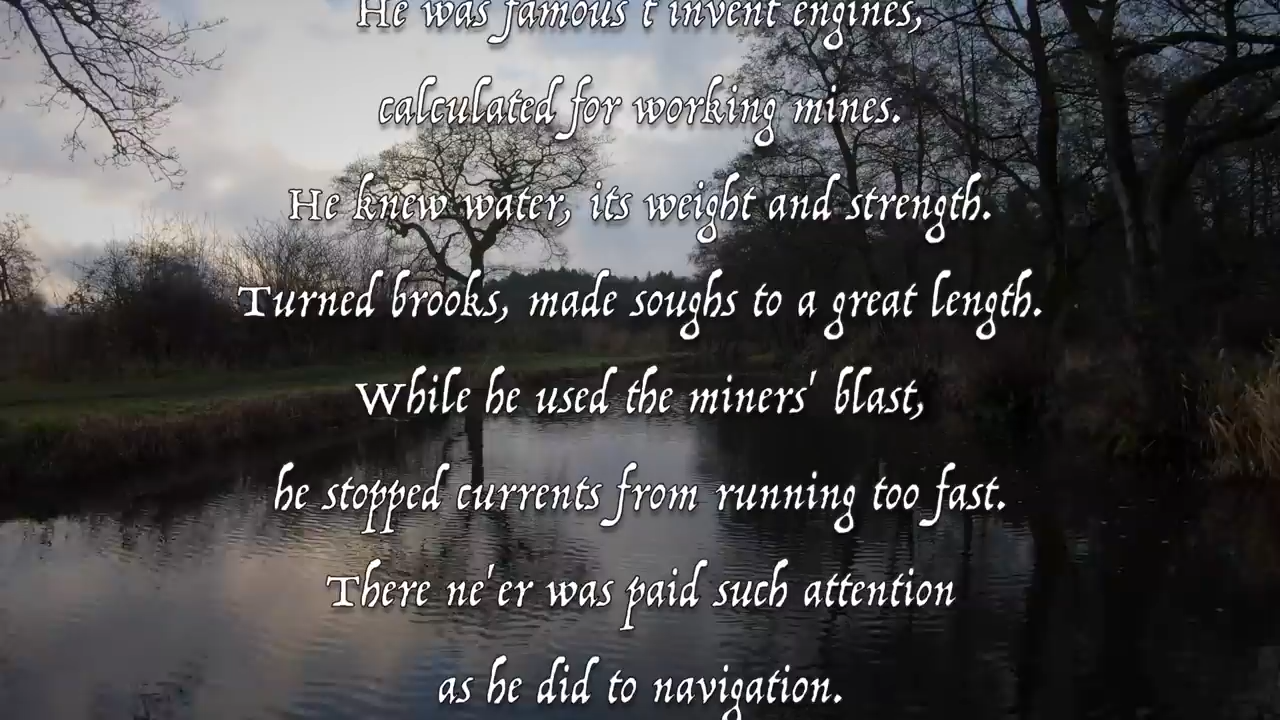 He was famous t'invent engines,
calculated for working mines.
He knew water, its weight and strength.
Turned brooks, made soughs to a great length.
While he used the miners' blast,
he stopped currents from running too fast.
There ne'er was paid such attention
as he did to navigation.